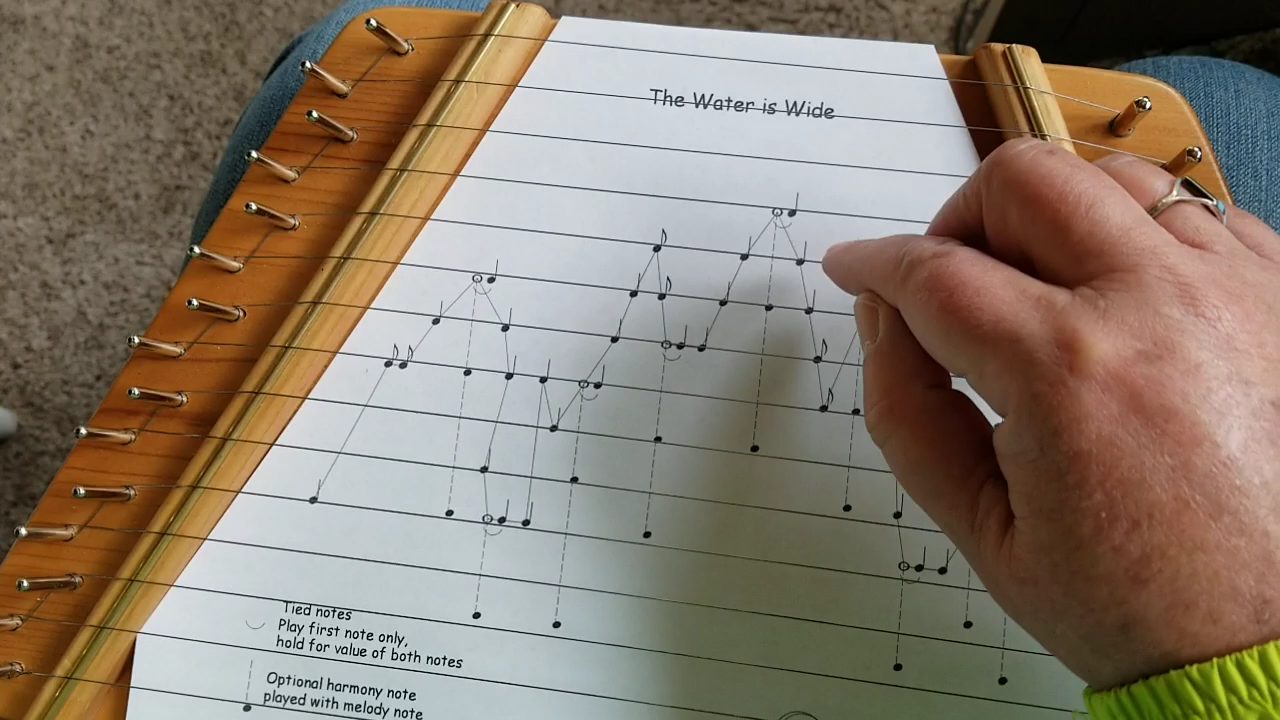 The Water is Wide
Tied notes
Play first note only,
hold for value of both notes
Optional harmony note
played with melody note